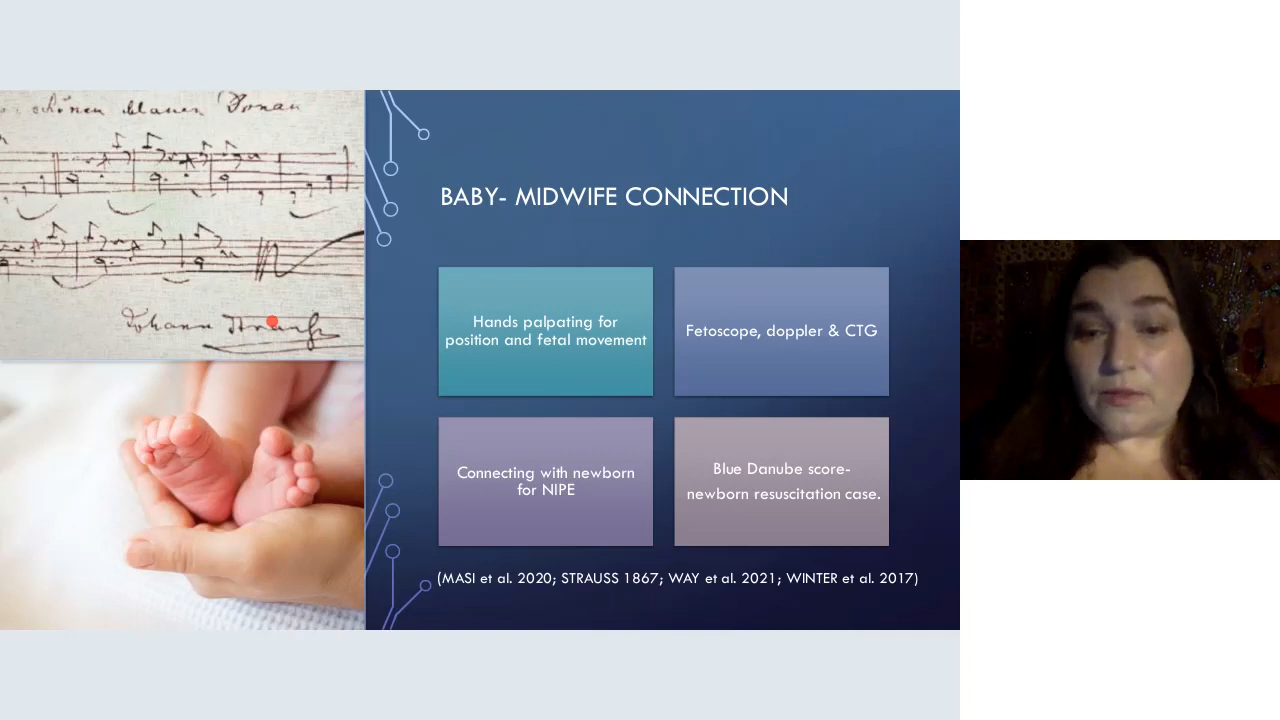 schönen blauen Donau
Johann Strauß
BABY- MIDWIFE CONNECTION
Hands palpating for
position and fetal movement
Fetoscope, doppler & CTG
Connecting with newborn
for NIPE
Blue Danube score-
newborn resuscitation case.
(MASI et al. 2020; STRAUSS 1867; WAY et al. 2021; WINTER et al. 2017)